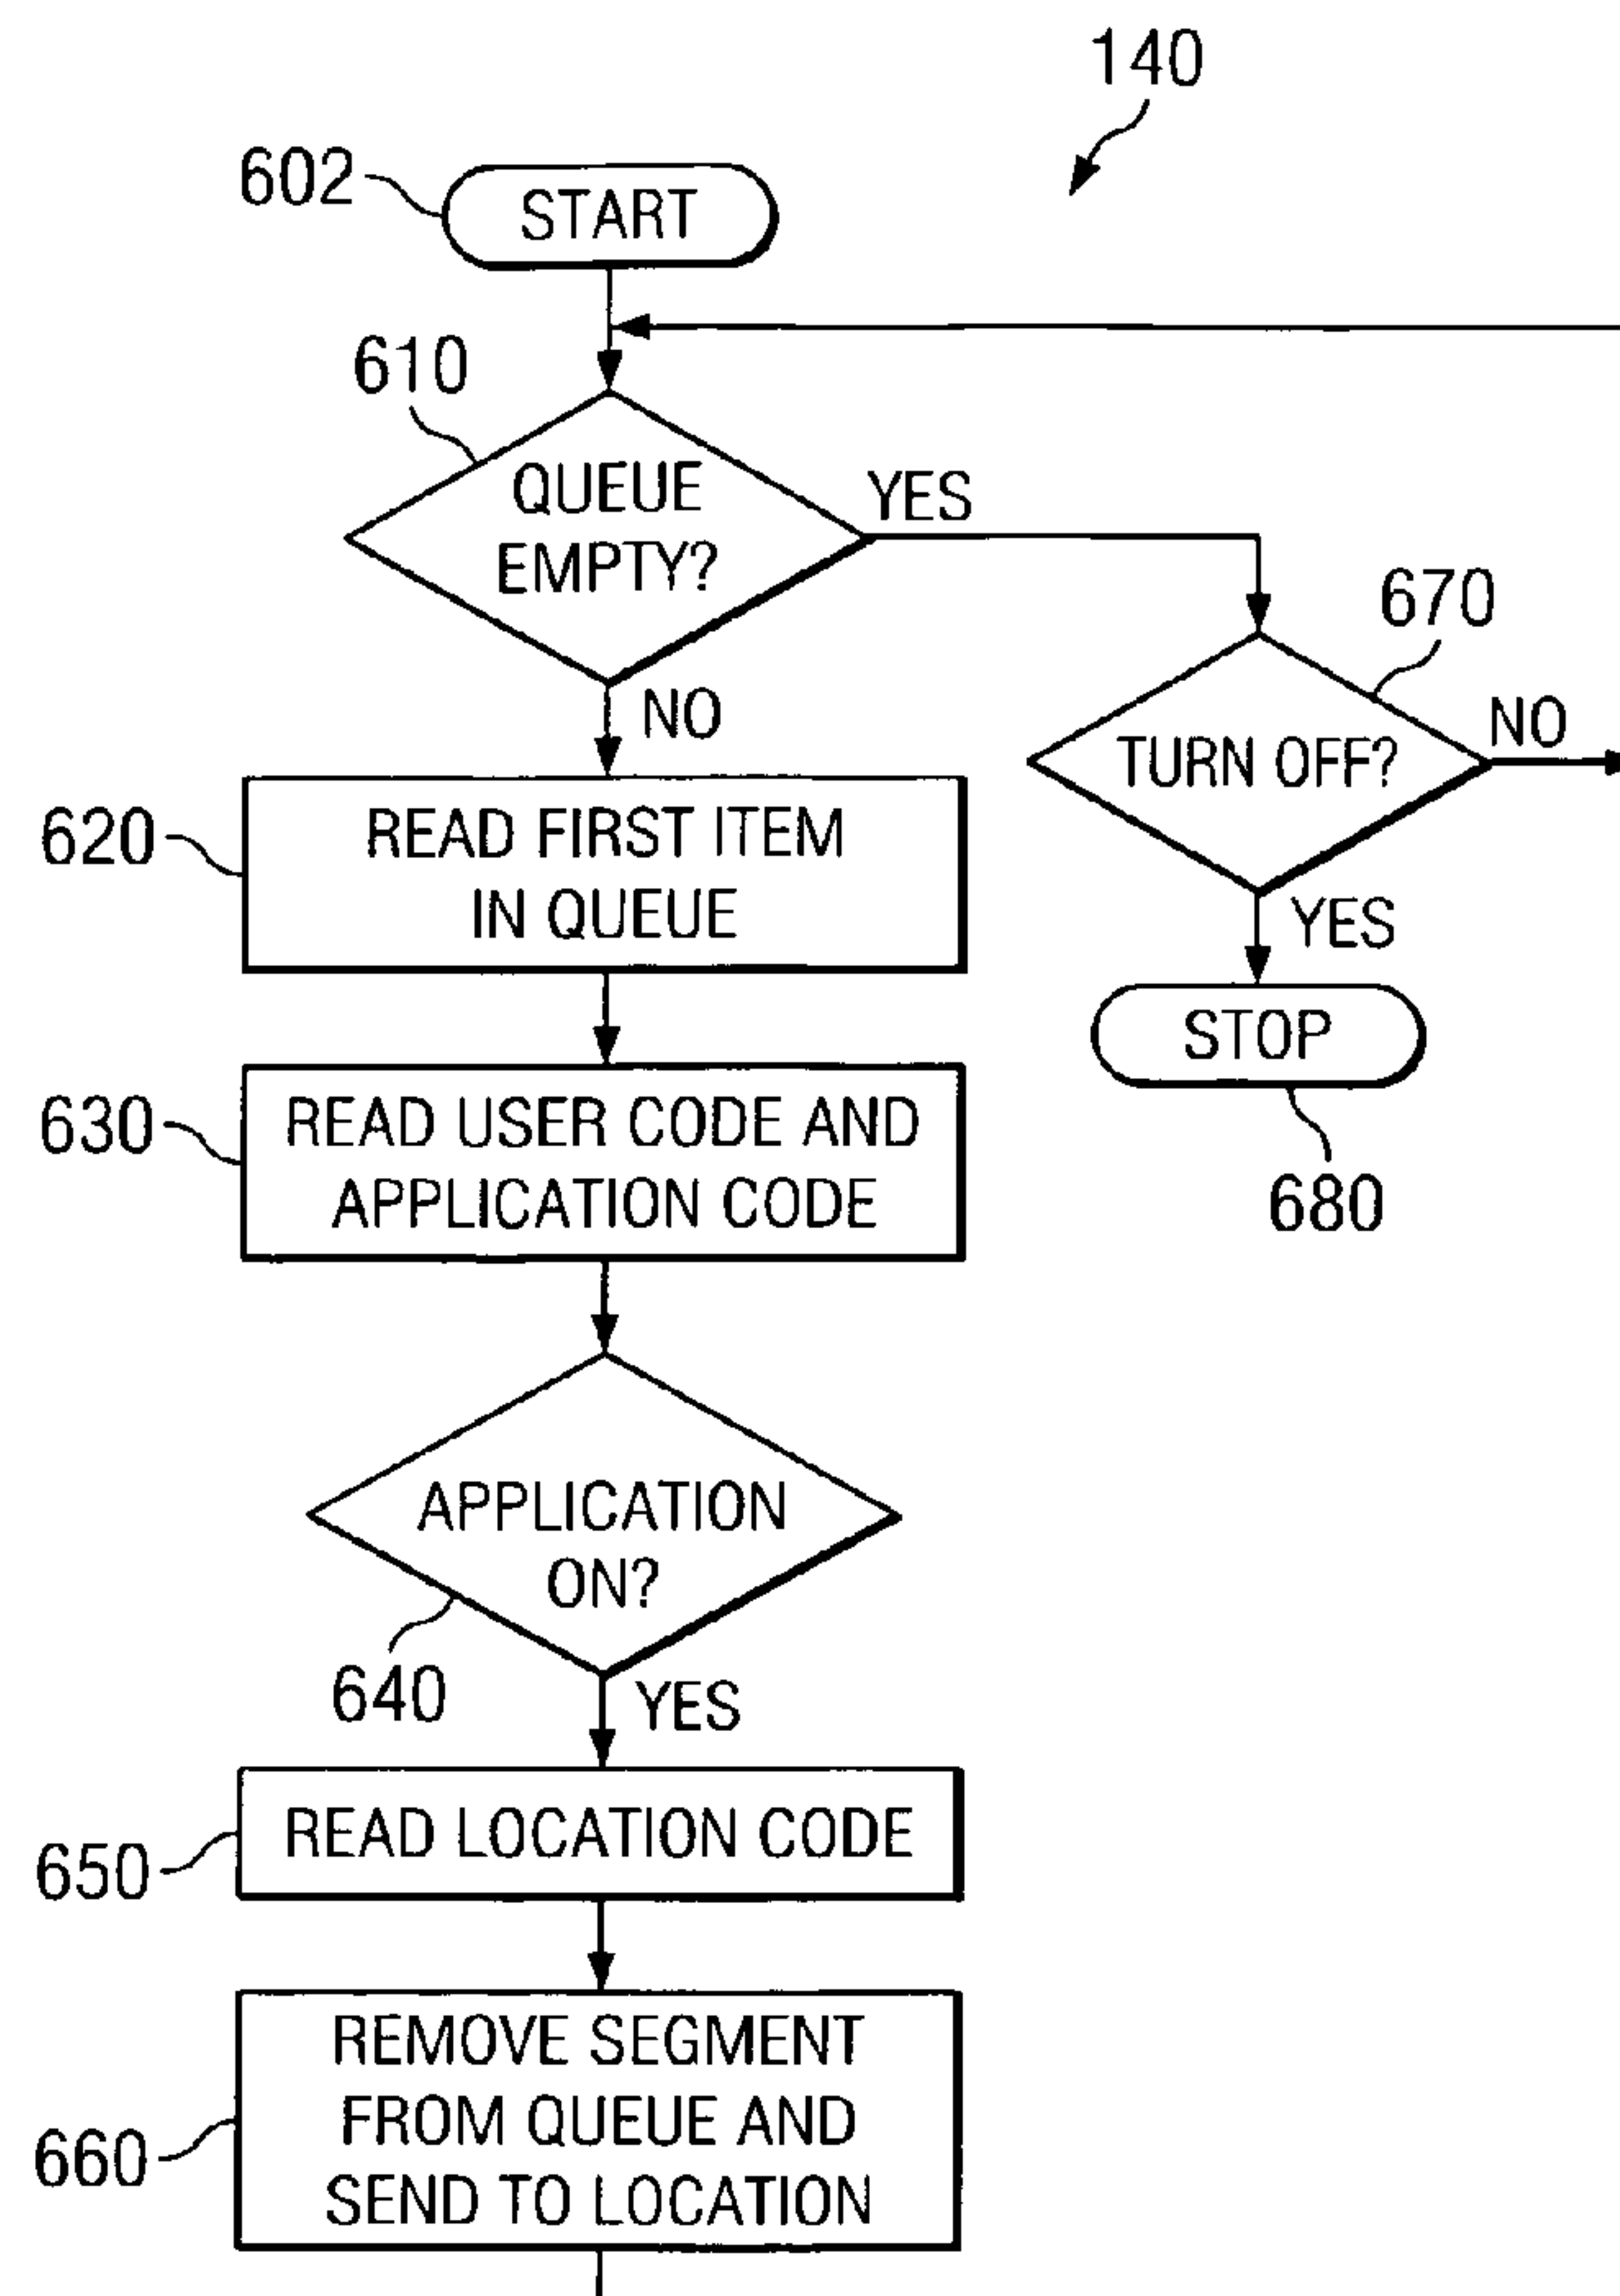 140
602
START
610
QUEUE
EMPTY?
YES
NO
670
TURN OFF?
NO
YES
STOP
680
620
READ FIRST ITEM
IN QUEUE
630
READ USER CODE AND
APPLICATION CODE
APPLICATION
ON?
640
YES
650
READ LOCATION CODE
660
REMOVE SEGMENT
FROM QUEUE AND
SEND TO LOCATION